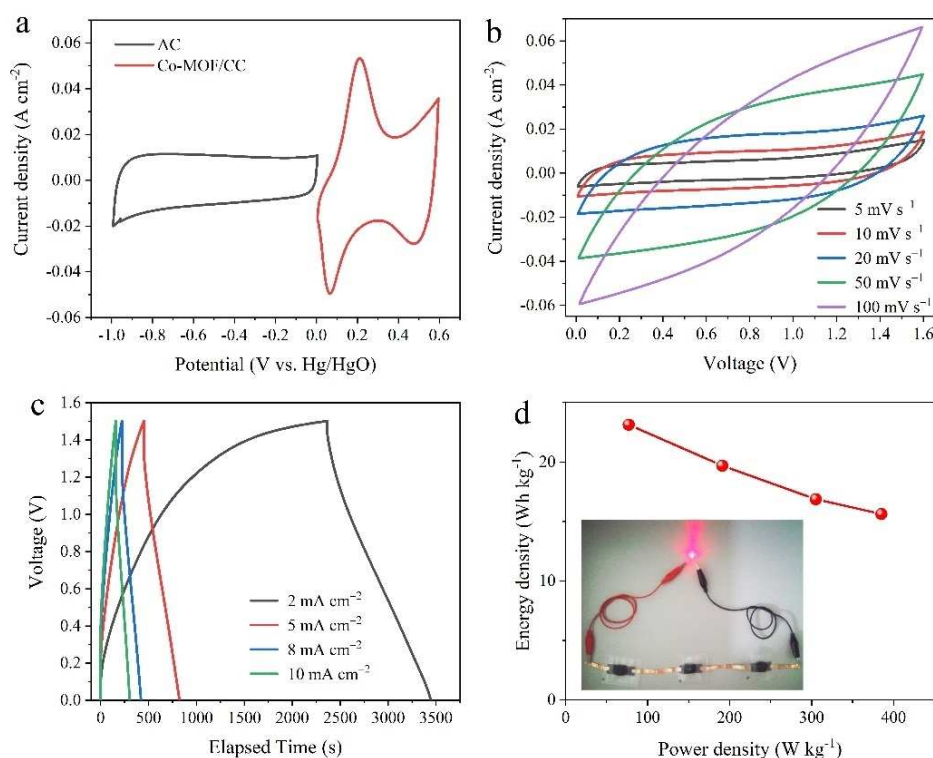 a
AC
Co-MOF/CC
Current density (A cm⁻²)
0.06
0.04
0.02
0.00
-0.02
-0.04
-0.06
-1.0 -0.8 -0.6 -0.4 -0.2 0.0 0.2 0.4 0.6
Potential (V vs. Hg/HgO)
b
Current density (A cm⁻²)
0.06
0.04
0.02
0.00
-0.02
-0.04
-0.06
5 mV s⁻¹
10 mV s⁻¹
20 mV s⁻¹
50 mV s⁻¹
100 mV s⁻¹
0.0 0.2 0.4 0.6 0.8 1.0 1.2 1.4 1.6
Voltage (V)
c
Voltage (V)
1.6
1.4
1.2
1.0
0.8
0.6
0.4
0.2
0.0
2 mA cm⁻²
5 mA cm⁻²
8 mA cm⁻²
10 mA cm⁻²
0 500 1000 1500 2000 2500 3000 3500
Elapsed Time (s)
d
Energy density (Wh kg⁻¹)
20
10
0
0 100 200 300 400
Power density (W kg⁻¹)